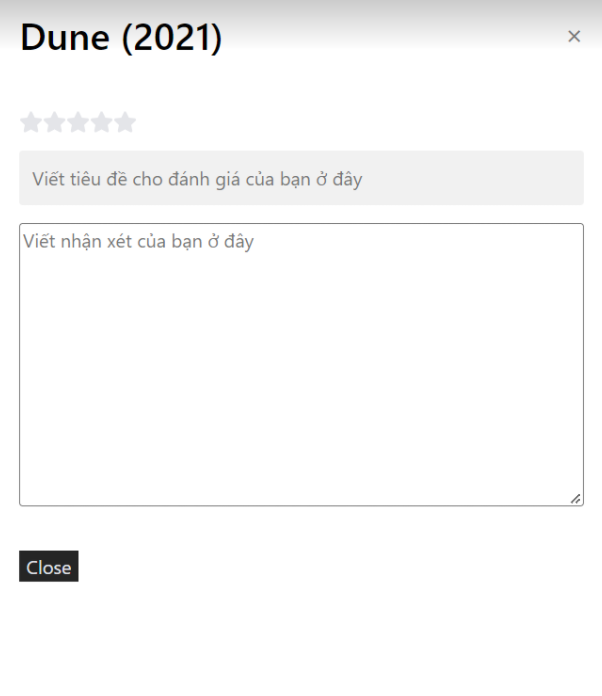 Dune (2021)
Viết tiêu đề cho đánh giá của bạn ở đây
Viết nhận xét của bạn ở đây
Close